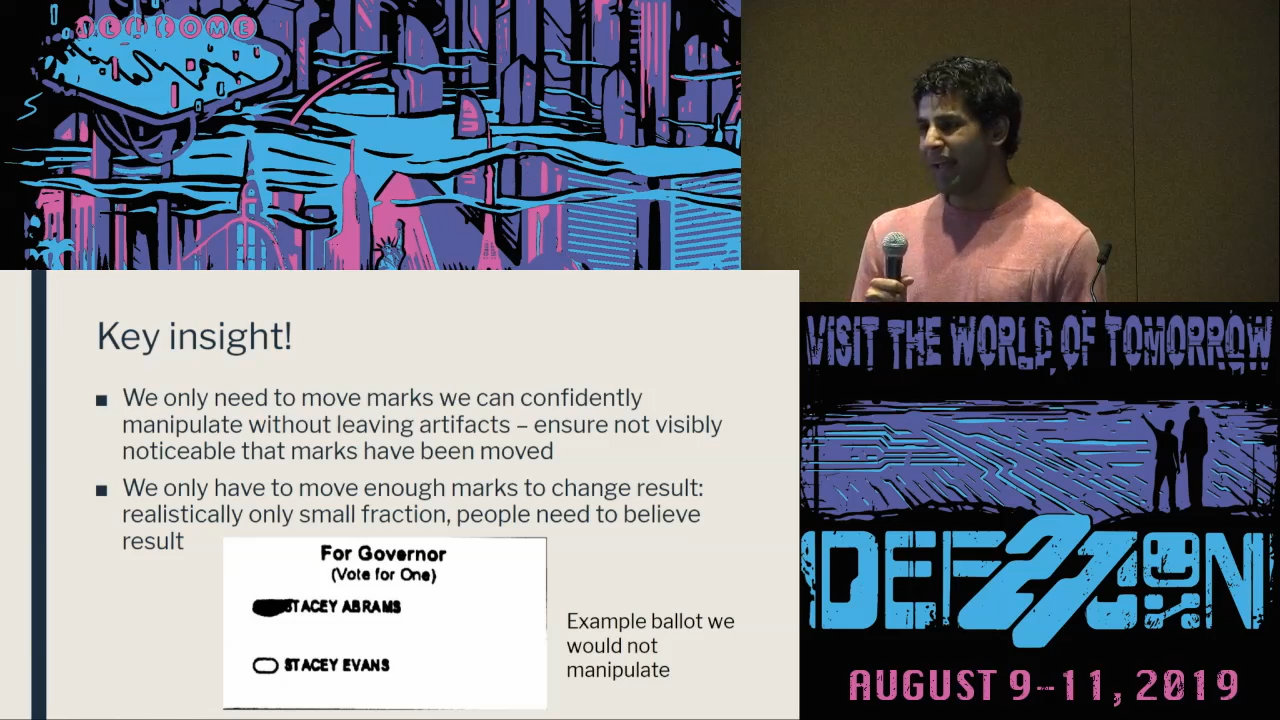 WELCOME
Key insight!
■ We only need to move marks we can confidently
manipulate without leaving artifacts – ensure not visibly
noticeable that marks have been moved
■ We only have to move enough marks to change result:
realistically only small fraction, people need to believe
result
For Governor
(Vote for One)
STACEY ABRAMS
STACEY EVANS
Example ballot we
would not
manipulate
VISIT THE WORLD OF TOMORROW
DEFCON
27
AUGUST 9--11, 2019